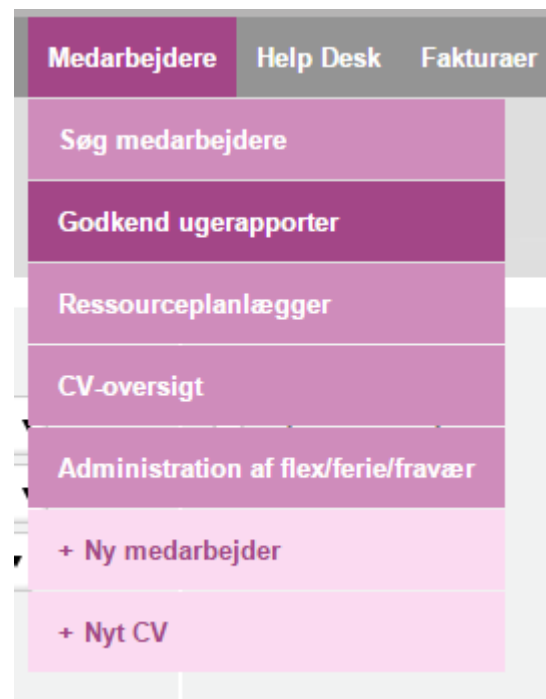 Medarbejdere Help Desk Fakturaer
Søg medarbejdere
Godkend ugerapporter
Ressourceplanlægger
CV-oversigt
Administration af flex/ferie/fravær
+ Ny medarbejder
+ Nyt CV